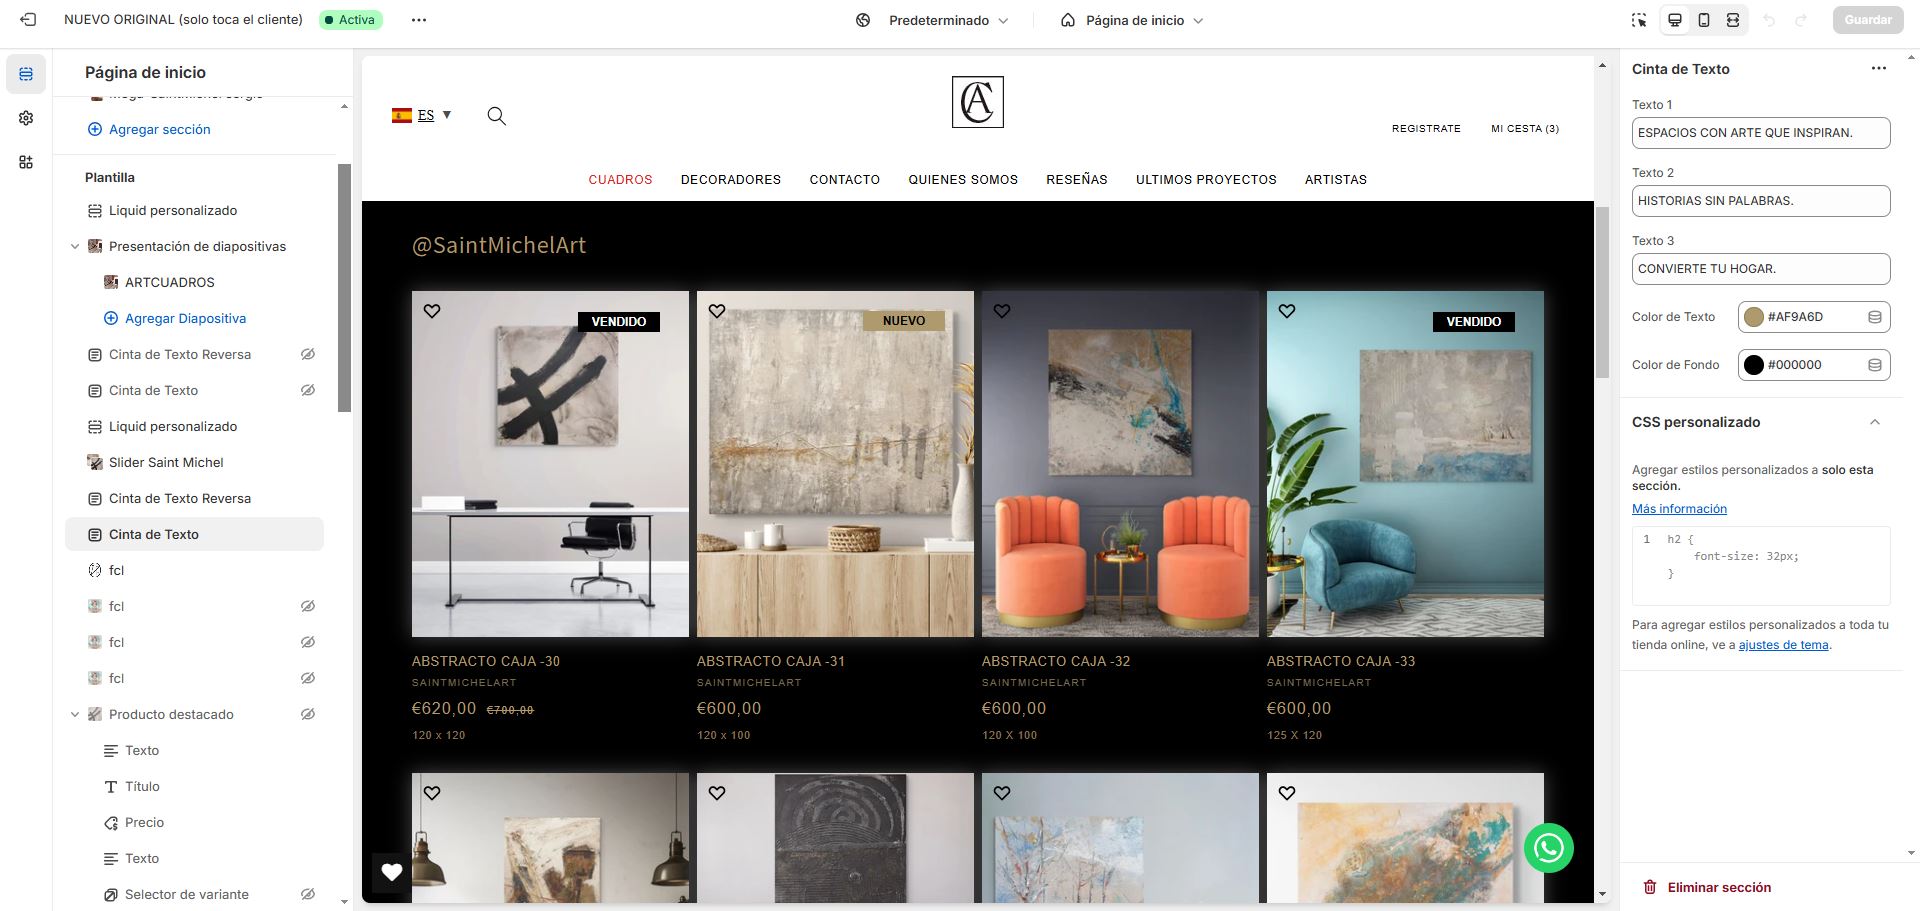 NUEVO ORIGINAL (solo toca el cliente)
Activa
Predeterminado
Página de inicio
Guardar
Página de inicio
Agregar sección
Plantilla
Liquid personalizado
Presentación de diapositivas
ARTCUADROS
Agregar Diapositiva
Cinta de Texto Reversa
Cinta de Texto
Liquid personalizado
Slider Saint Michel
Cinta de Texto Reversa
Cinta de Texto
fcl
fcl
fcl
fcl
Producto destacado
Texto
Título
Precio
Texto
Selector de variante
ES
REGISTRATE
MI CESTA (3)
CUADROS
DECORADORES
CONTACTO
QUIENES SOMOS
RESEÑAS
ULTIMOS PROYECTOS
ARTISTAS
@SaintMichelArt
VENDIDO
NUEVO
VENDIDO
ABSTRACTO CAJA -30
SAINTMICHELART
€620,00 €700,00
120 x 120
ABSTRACTO CAJA -31
SAINTMICHELART
€600,00
120 x 100
ABSTRACTO CAJA -32
SAINTMICHELART
€600,00
120 X 100
ABSTRACTO CAJA -33
SAINTMICHELART
€600,00
125 X 120
Cinta de Texto
Texto 1
ESPACIOS CON ARTE QUE INSPIRAN.
Texto 2
HISTORIAS SIN PALABRAS.
Texto 3
CONVIERTE TU HOGAR.
Color de Texto
#AF9A6D
Color de Fondo
#000000
CSS personalizado
Agregar estilos personalizados a solo esta
sección.
Más información
1 h2 {
font-size: 32px;
}
Para agregar estilos personalizados a toda tu
tienda online, ve a ajustes de tema.
Eliminar sección